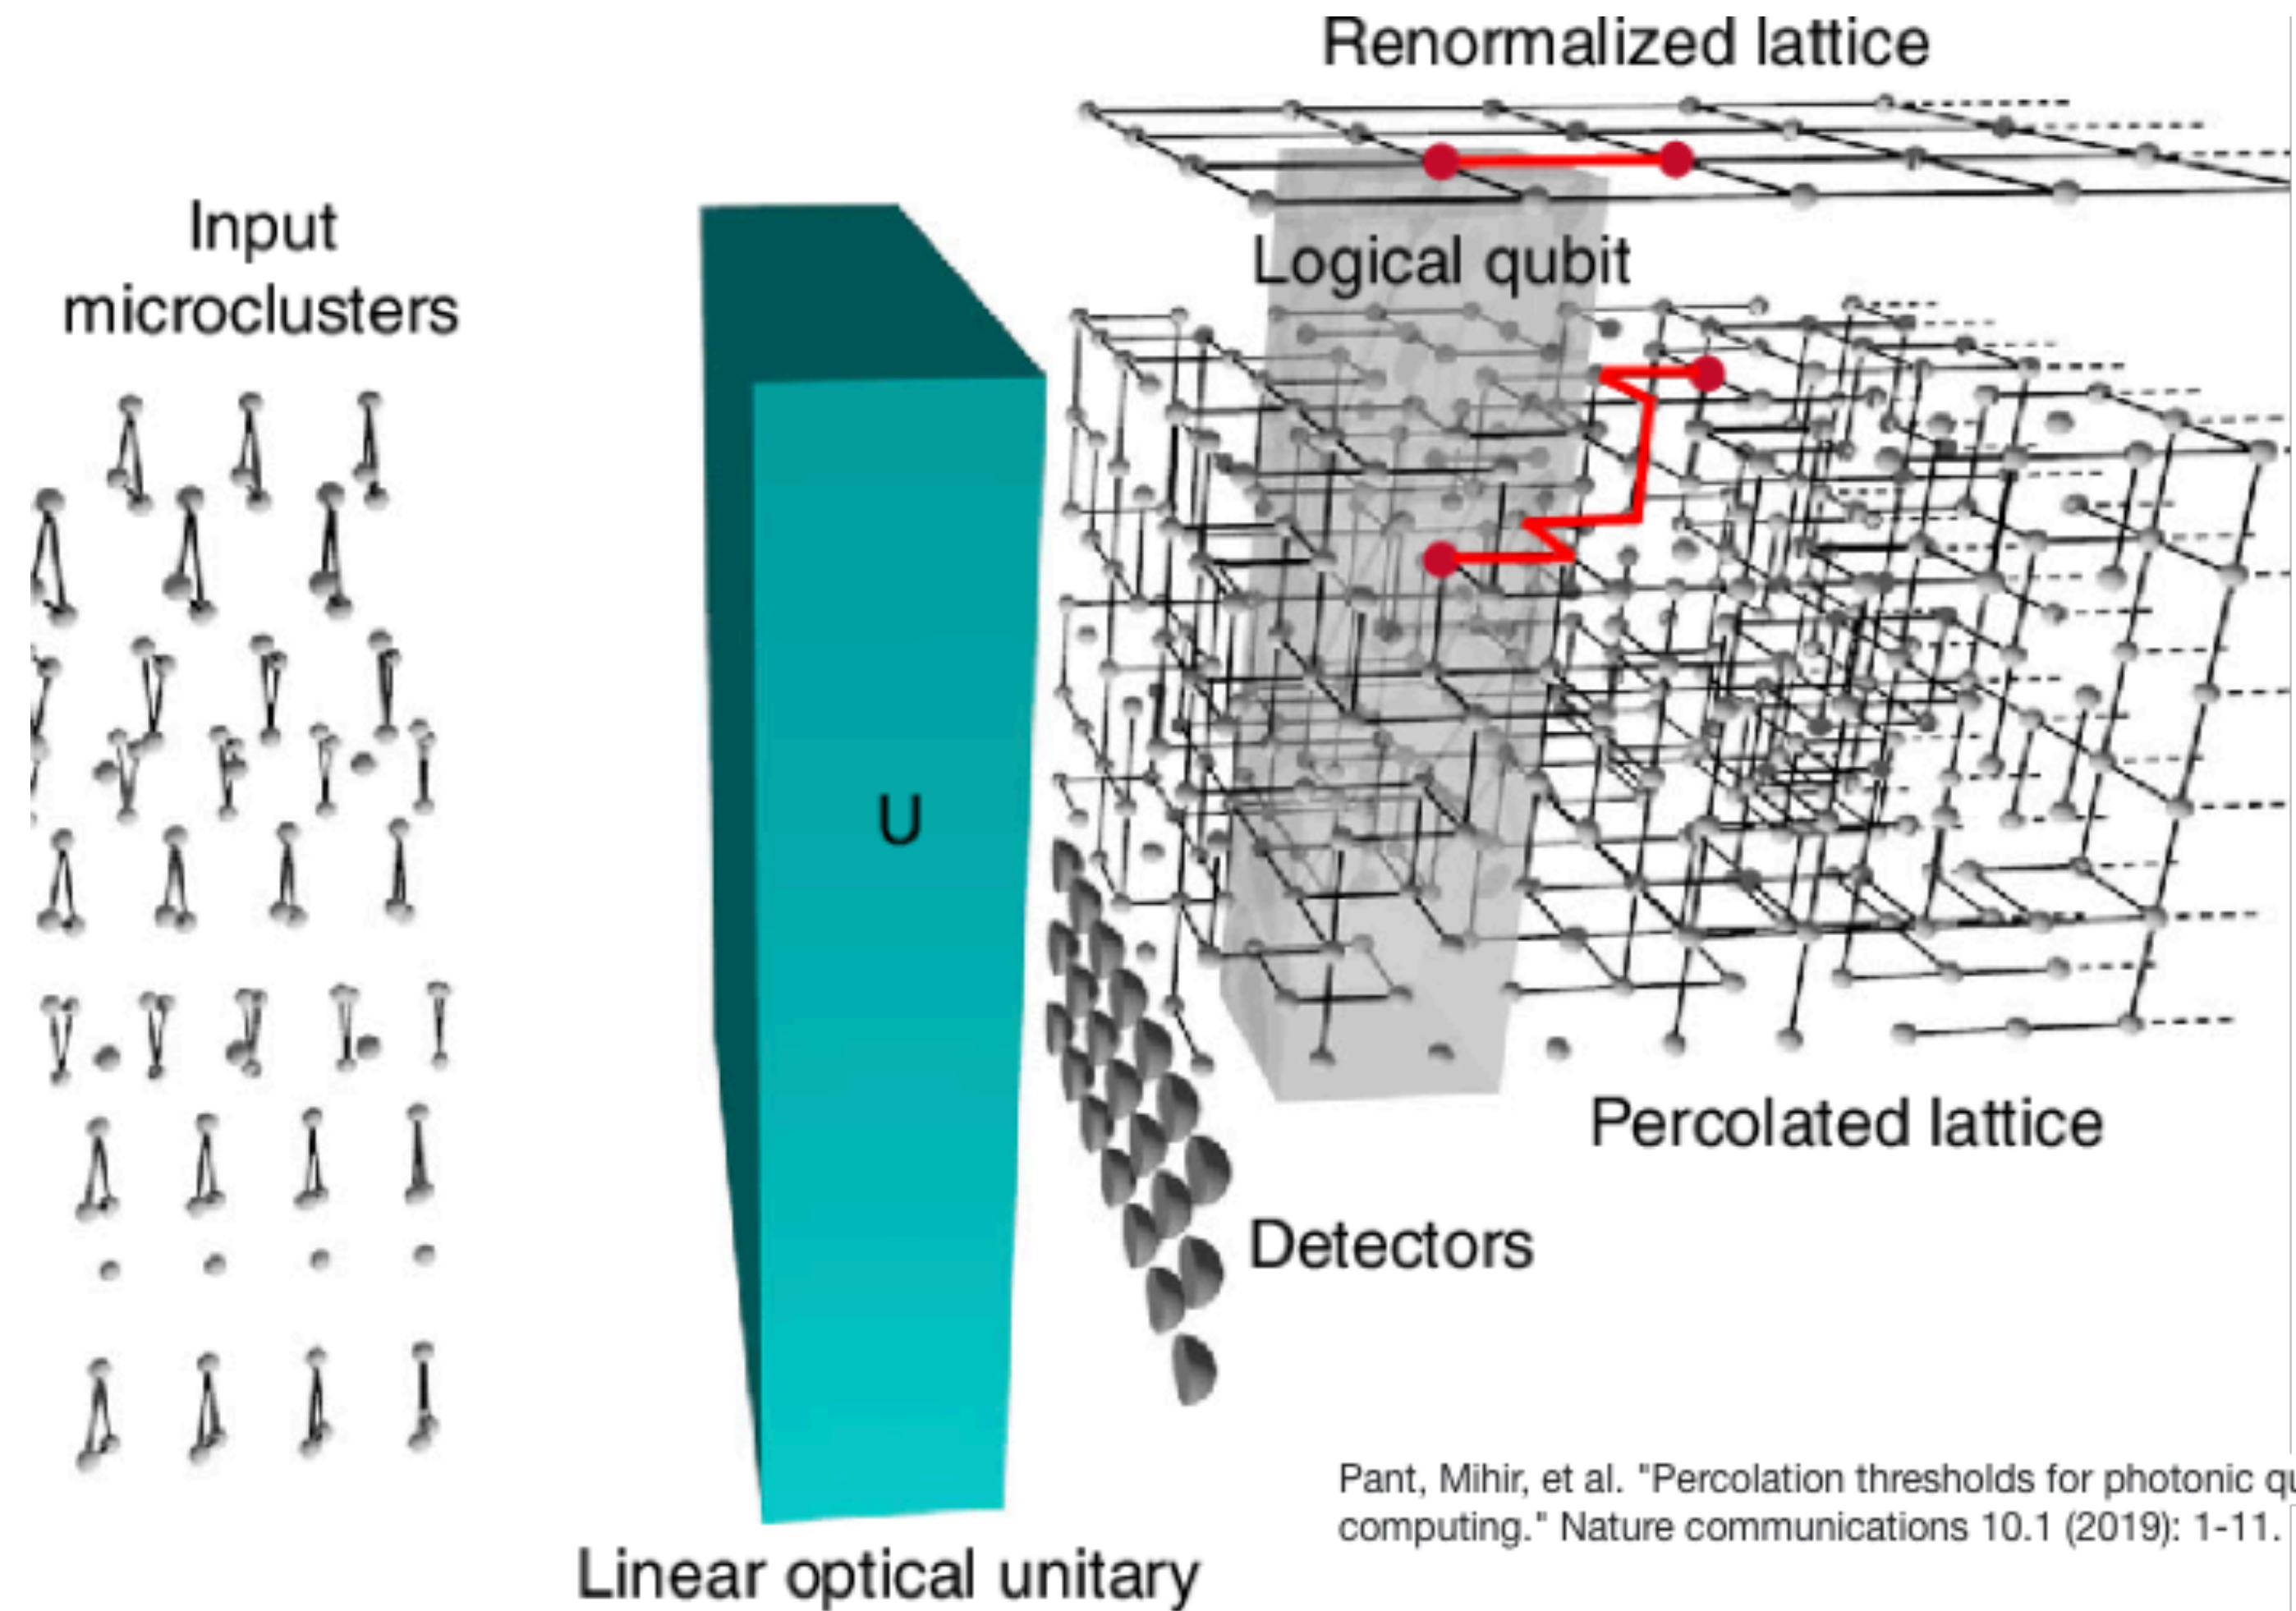 Renormalized lattice
Input
microclusters
Logical qubit
U
Percolated lattice
Detectors
Pant, Mihir, et al. "Percolation thresholds for photonic
computing." Nature communications 10.1 (2019): 1-11.
Linear optical unitary